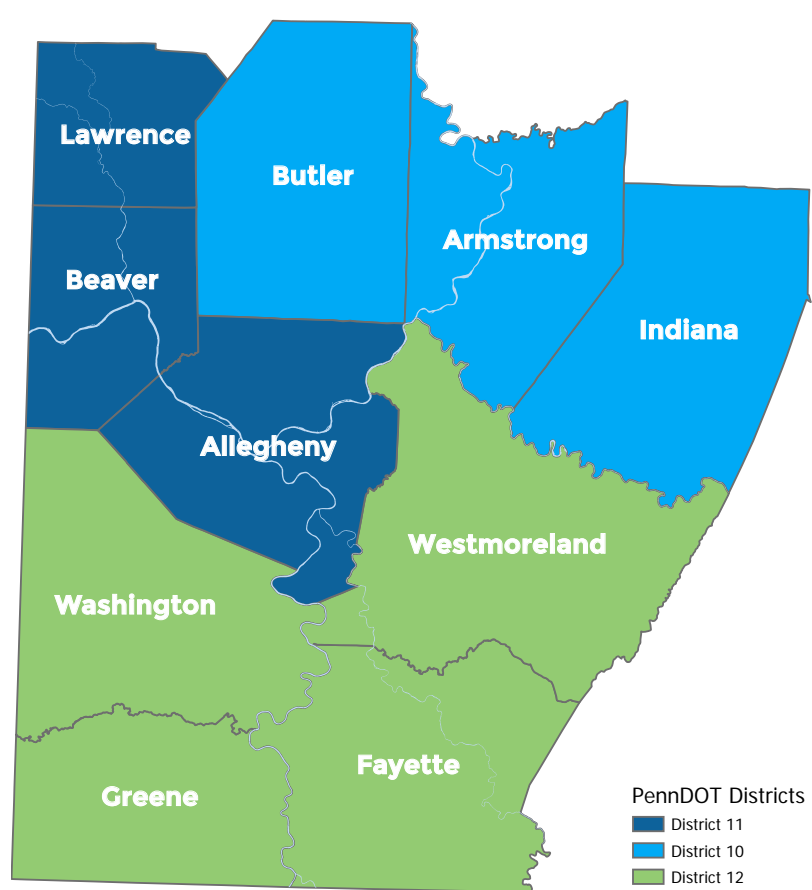 Lawrence
Butler
Armstrong
Beaver
Indiana
Allegheny
Westmoreland
Washington
Fayette
Greene
PennDOT Districts
District 11
District 10
District 12